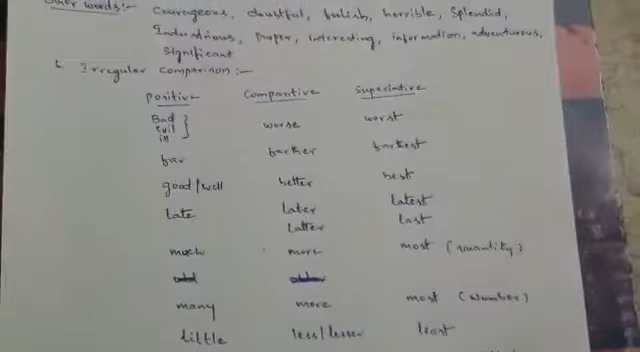 Other words:- Courageous, doubtful, foolish, horrible, Splendid,
Industrious, proper, interesting, information, adventurous,
Significant
6. Irregular comparison:-
Positive Comparitive Superlative
Bad
evil } worse worst
ill
far farther farthest
good/well better best
late later latest
latter last
much more most (quantity)
many more most (Number)
little less/lesser least